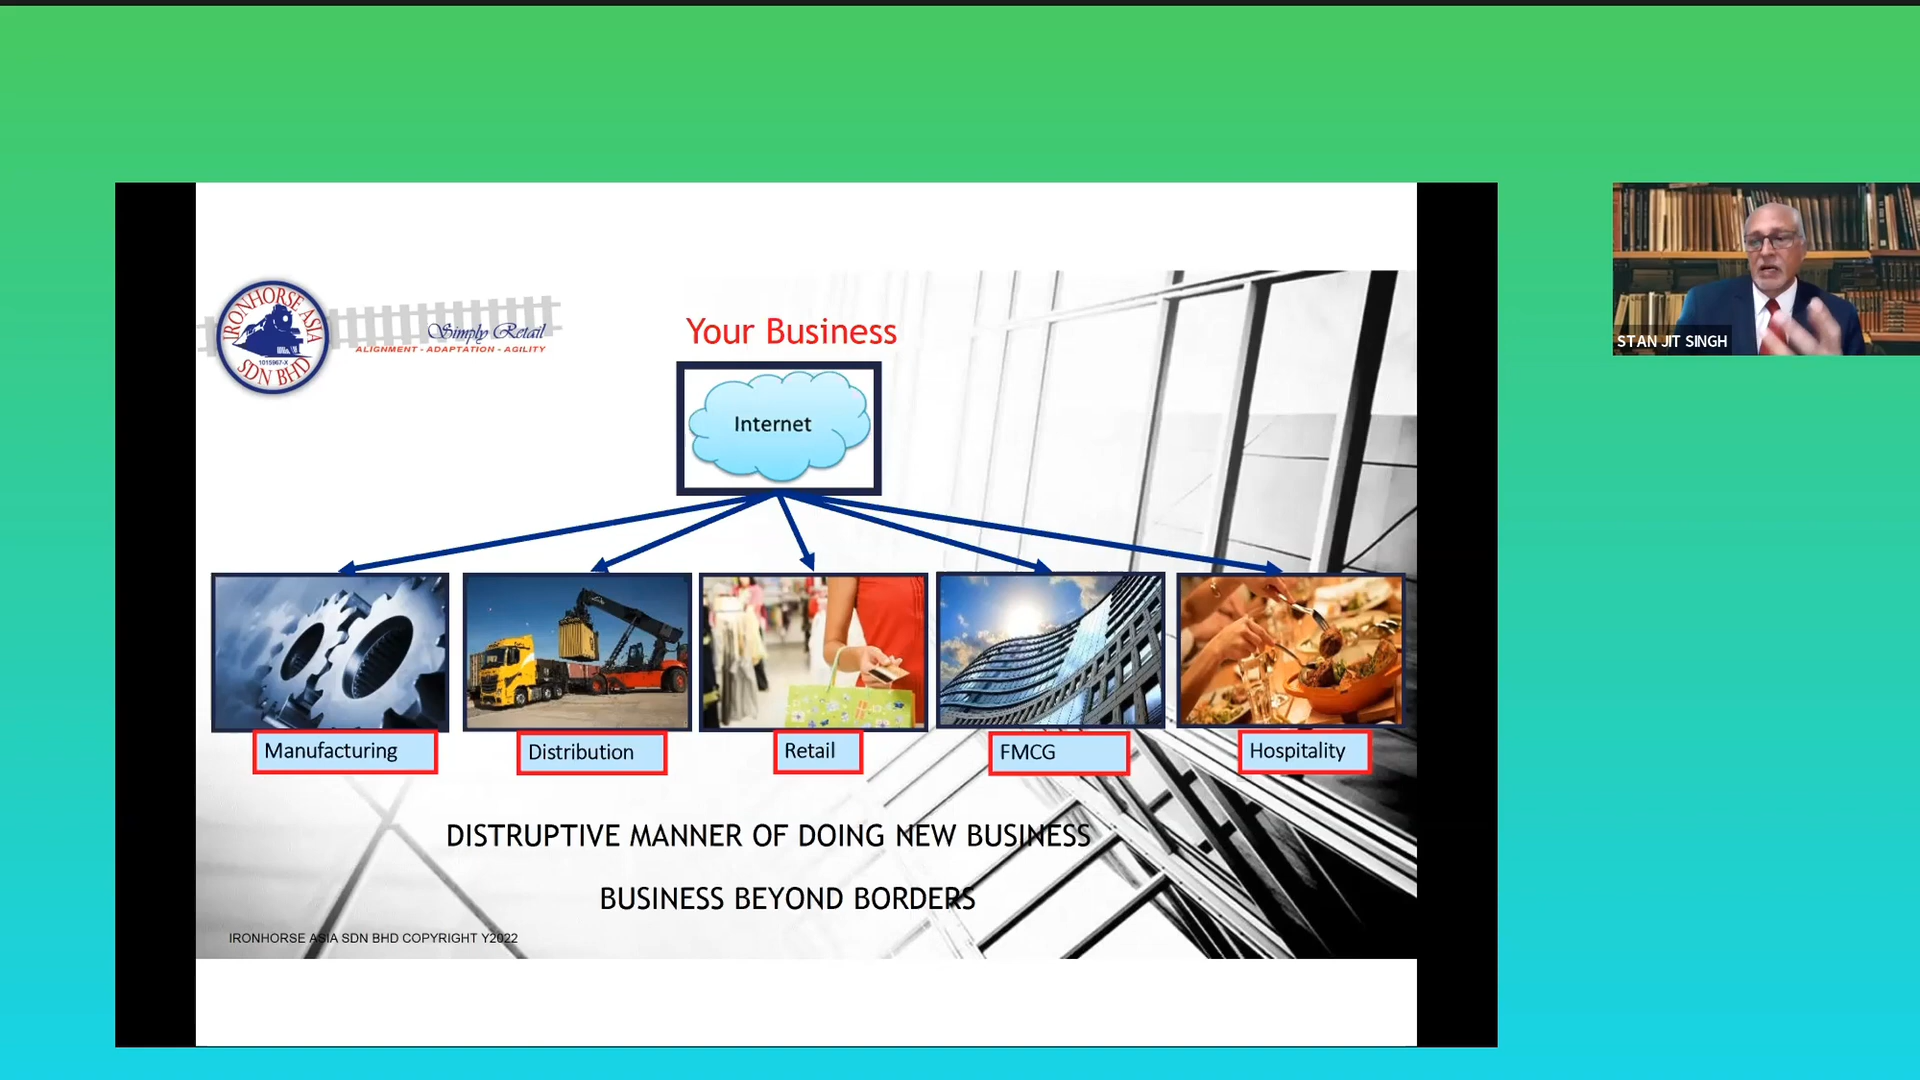 IRONHORSE ASIA
1015967-X
SDN BHD
Simply Retail
ALIGNMENT - ADAPTATION - AGILITY
Your Business
Internet
Manufacturing
Distribution
Retail
FMCG
Hospitality
DISTRUPTIVE MANNER OF DOING NEW BUSINESS
BUSINESS BEYOND BORDERS
IRONHORSE ASIA SDN BHD COPYRIGHT Y2022
STAN JIT SINGH